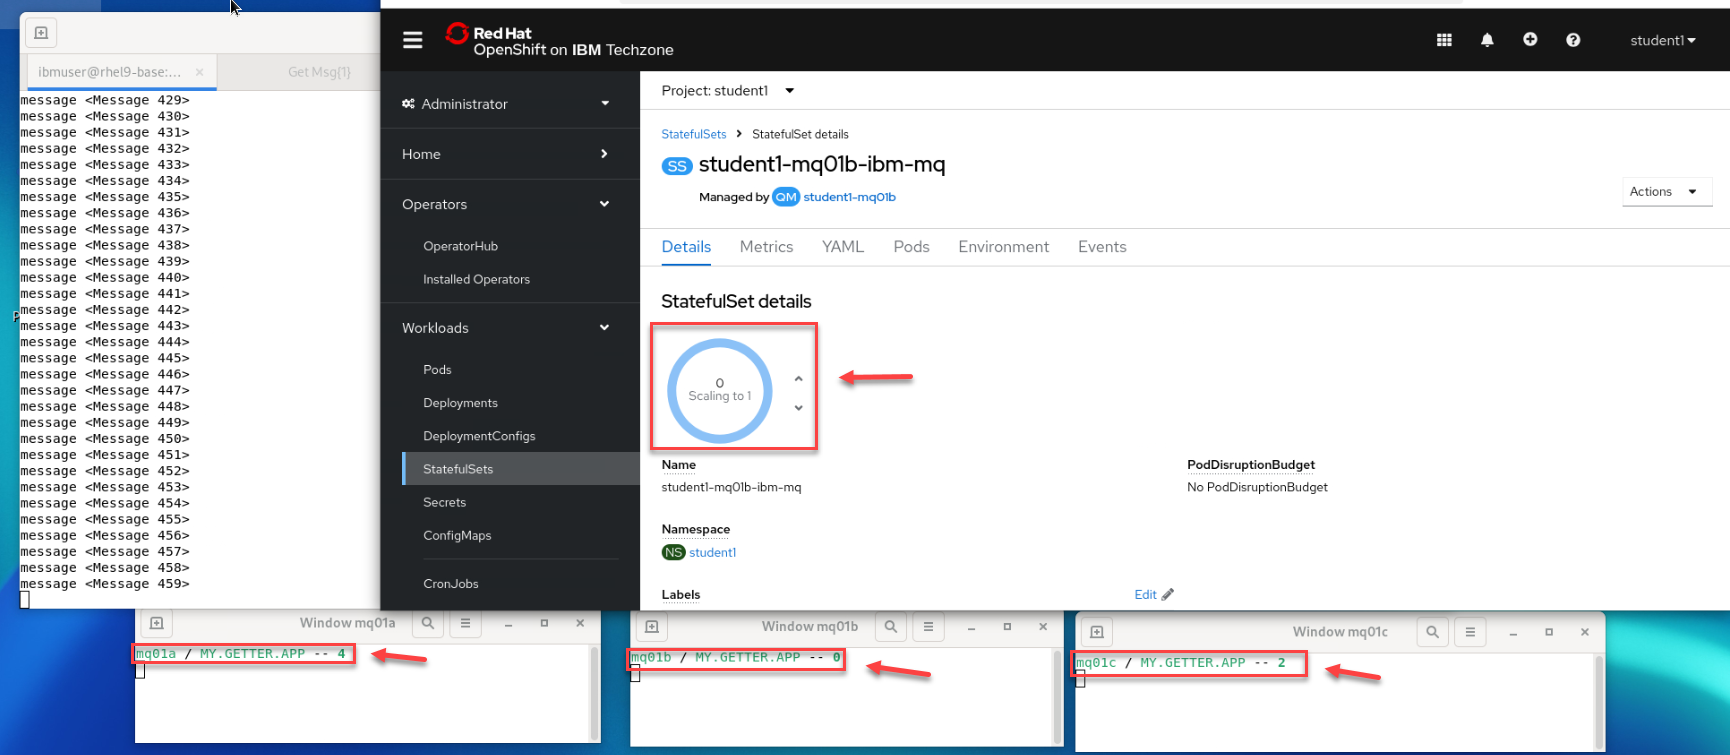 ibmuser@rhel9-base:...
Get Msg{1}
message <Message 429>
message <Message 430>
message <Message 431>
message <Message 432>
message <Message 433>
message <Message 434>
message <Message 435>
message <Message 436>
message <Message 437>
message <Message 438>
message <Message 439>
message <Message 440>
message <Message 441>
message <Message 442>
message <Message 443>
message <Message 444>
message <Message 445>
message <Message 446>
message <Message 447>
message <Message 448>
message <Message 449>
message <Message 450>
message <Message 451>
message <Message 452>
message <Message 453>
message <Message 454>
message <Message 455>
message <Message 456>
message <Message 457>
message <Message 458>
message <Message 459>
Red Hat
OpenShift on IBM Techzone
student1
Administrator
Home
Operators
OperatorHub
Installed Operators
Workloads
Pods
Deployments
DeploymentConfigs
StatefulSets
Secrets
ConfigMaps
CronJobs
Project: student1
StatefulSets > StatefulSet details
SS student1-mq01b-ibm-mq
Managed by QM student1-mq01b
Actions
Details Metrics YAML Pods Environment Events
StatefulSet details
0
Scaling to 1
Name
student1-mq01b-ibm-mq
PodDisruptionBudget
No PodDisruptionBudget
Namespace
NS student1
Labels
Edit
Window mq01a
mq01a / MY.GETTER.APP -- 4
Window mq01b
mq01b / MY.GETTER.APP -- 0
Window mq01c
mq01c / MY.GETTER.APP -- 2